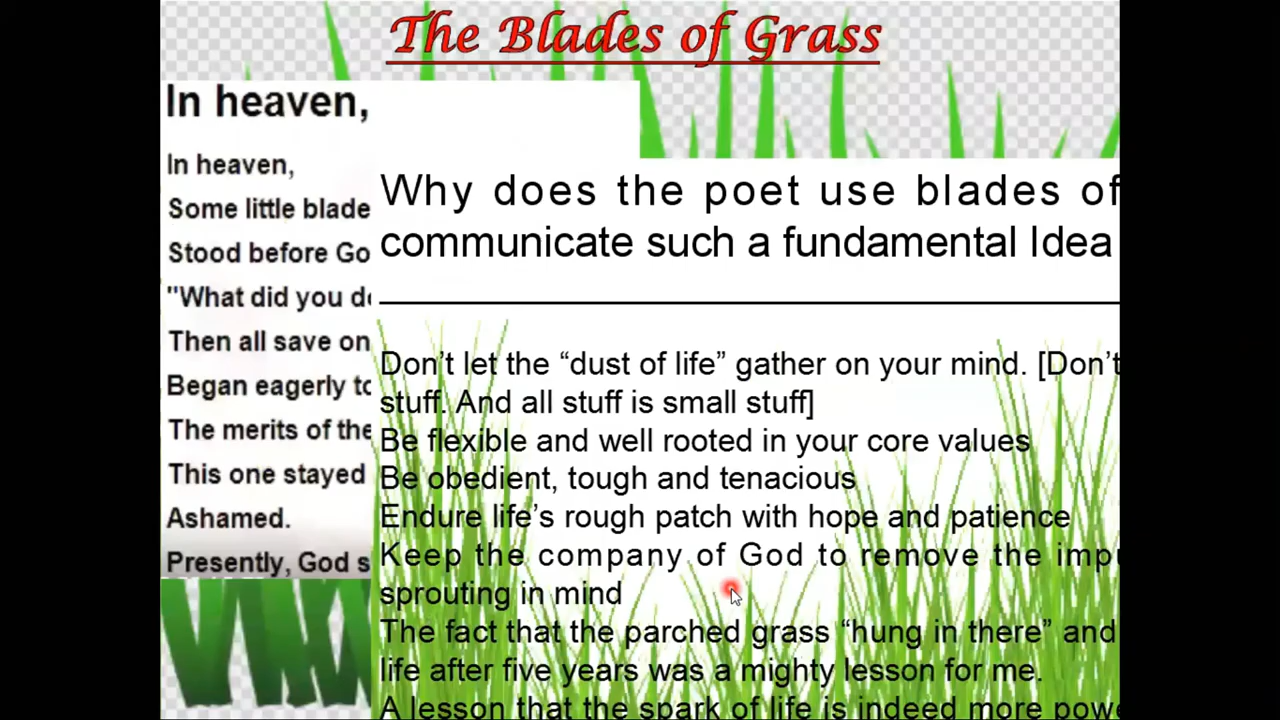 The Blades of Grass
In heaven,
In heaven,
Some little blade
Stood before Go
"What did you d
Then all save on
Began eagerly to
The merits of the
This one stayed
Ashamed.
Presently, God s
Why does the poet use blades of
communicate such a fundamental Idea
Don’t let the “dust of life” gather on your mind. [Don’t
stuff. And all stuff is small stuff]
Be flexible and well rooted in your core values
Be obedient, tough and tenacious
Endure life’s rough patch with hope and patience
Keep the company of God to remove the impu
sprouting in mind
The fact that the parched grass “hung in there” and
life after five years was a mighty lesson for me.
A lesson that the spark of life is indeed more powe